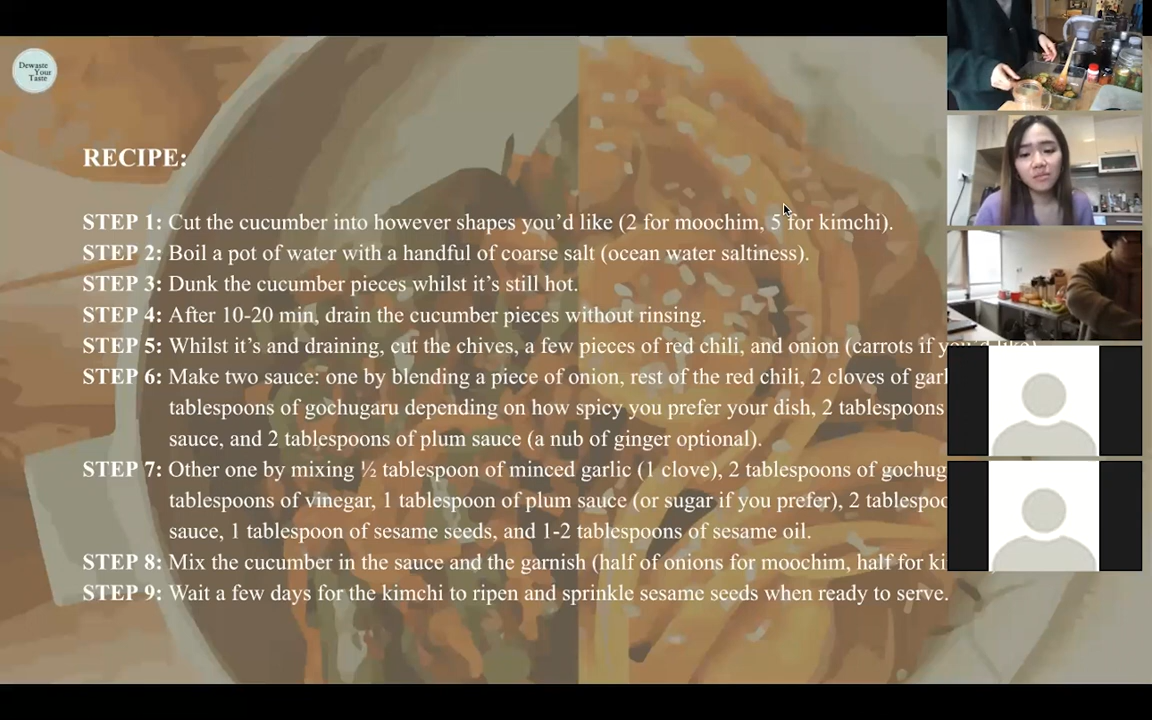 Dewaste
Your
Taste
RECIPE:
STEP 1: Cut the cucumber into however shapes you’d like (2 for moochim, 5 for kimchi).
STEP 2: Boil a pot of water with a handful of coarse salt (ocean water saltiness).
STEP 3: Dunk the cucumber pieces whilst it’s still hot.
STEP 4: After 10-20 min, drain the cucumber pieces without rinsing.
STEP 5: Whilst it’s and draining, cut the chives, a few pieces of red chili, and onion (carrots if you’d like).
STEP 6: Make two sauce: one by blending a piece of onion, rest of the red chili, 2 cloves of
tablespoons of gochugaru depending on how spicy you prefer your dish, 2 tablespoons
sauce, and 2 tablespoons of plum sauce (a nub of ginger optional).
STEP 7: Other one by mixing ½ tablespoon of minced garlic (1 clove), 2 tablespoons of
tablespoons of vinegar, 1 tablespoon of plum sauce (or sugar if you prefer), 2
sauce, 1 tablespoon of sesame seeds, and 1-2 tablespoons of sesame oil.
STEP 8: Mix the cucumber in the sauce and the garnish (half of onions for moochim, half for
STEP 9: Wait a few days for the kimchi to ripen and sprinkle sesame seeds when ready to serve.